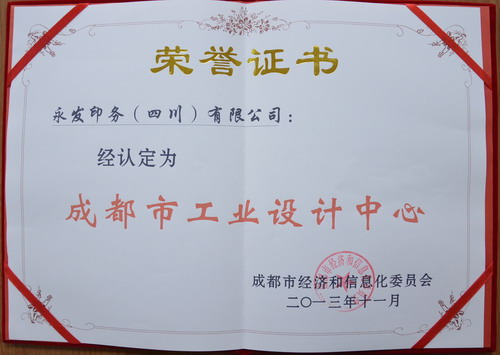 荣誉证书
永发印务（四川）有限公司：
经认定为
成都市工业设计中心
成都市经济和信息化委员会
二〇一三年十一月